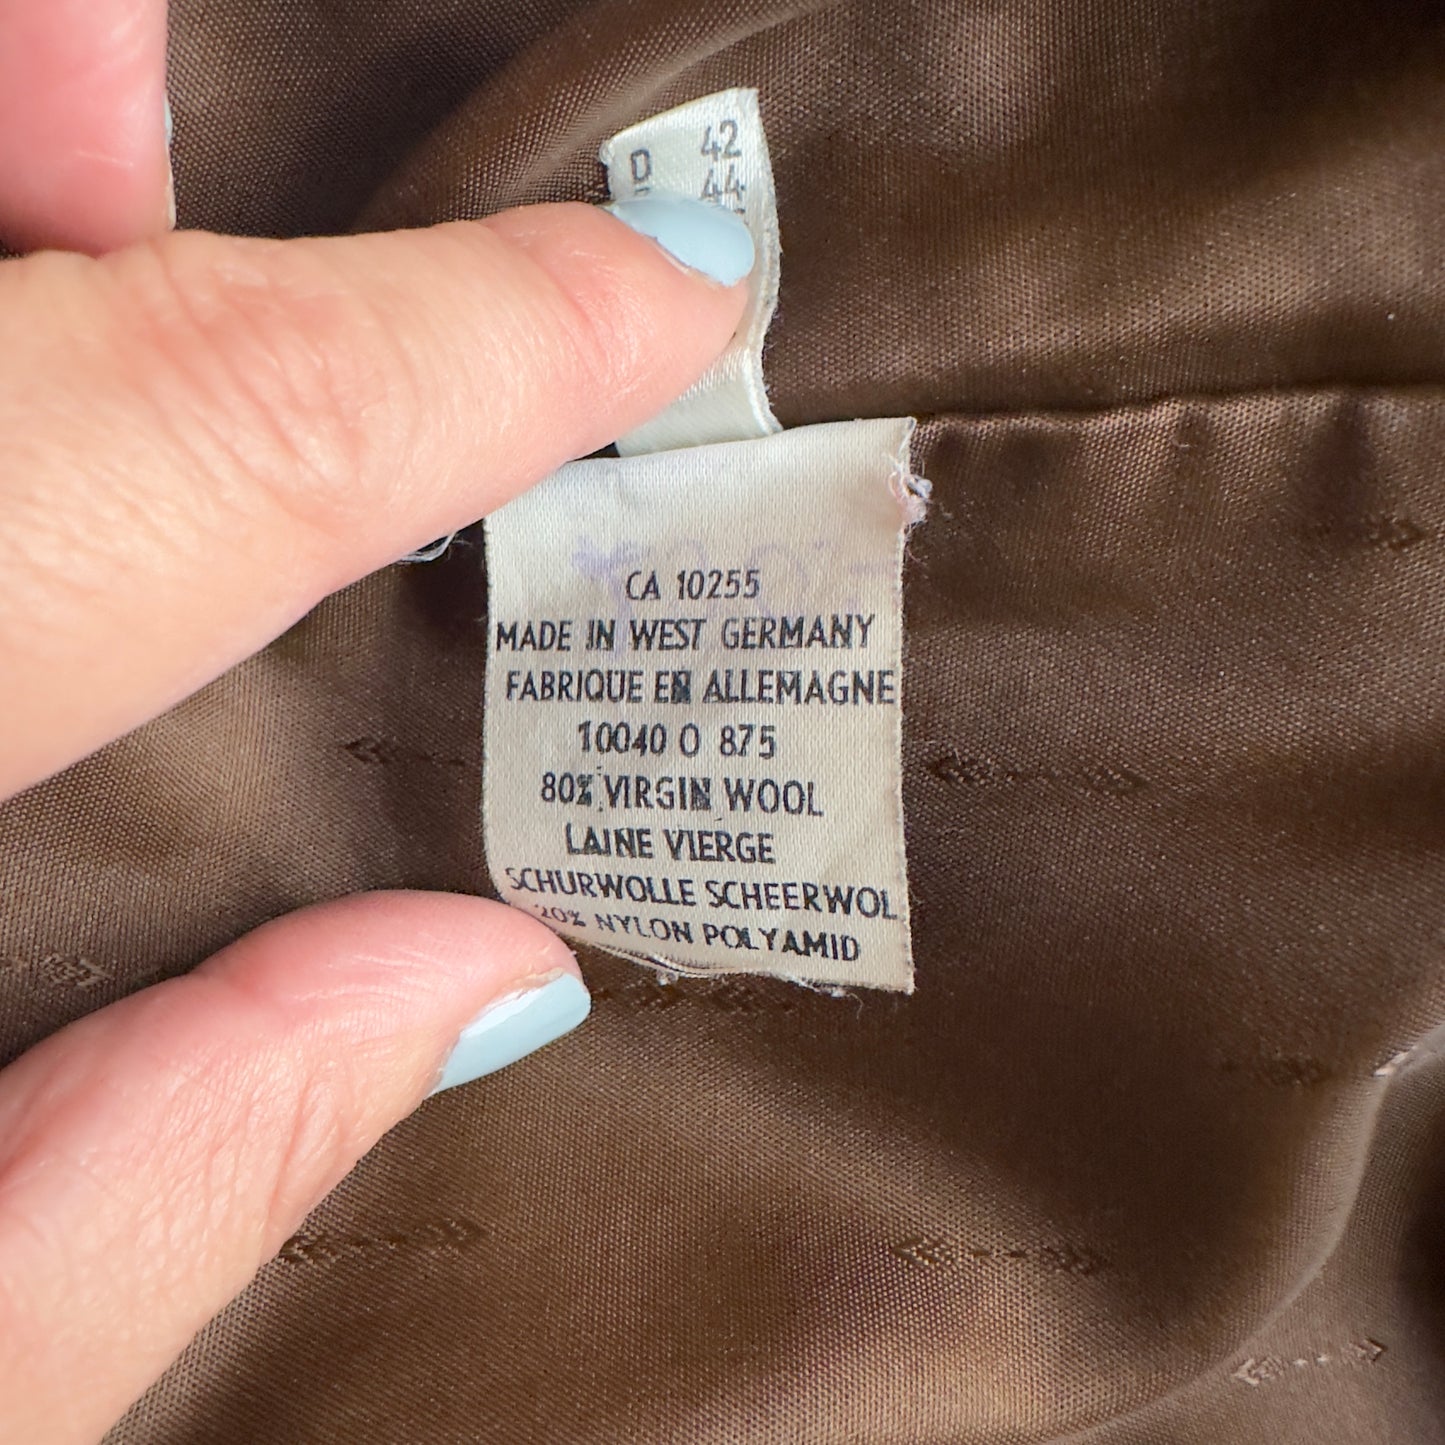 D 42
44
CA 10255
MADE IN WEST GERMANY
FABRIQUE EN ALLEMAGNE
10040 0 875
80% VIRGIN WOOL
LAINE VIERGE
SCHURWOLLE SCHEERWOL
20% NYLON POLYAMID